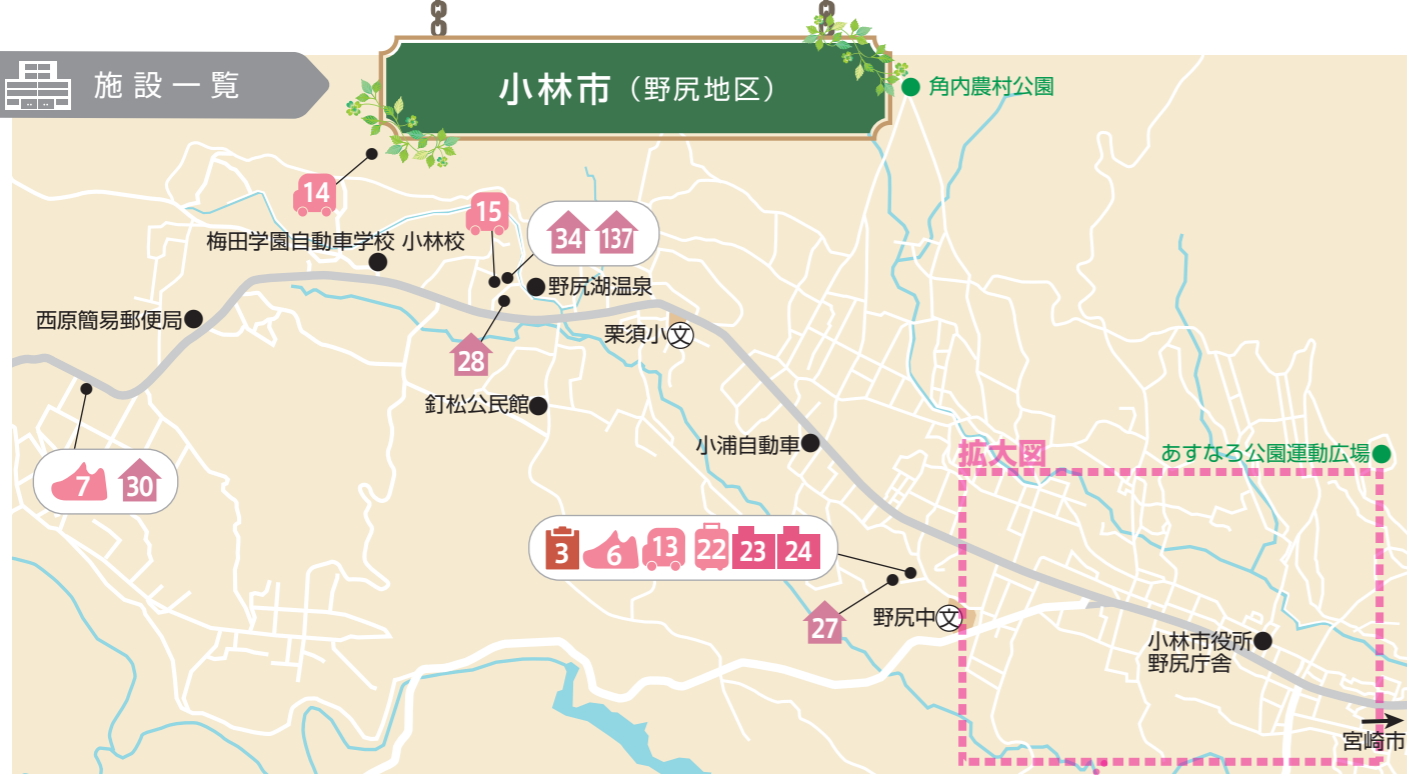 施設一覧
小林市（野尻地区）
角内農村公園
14
15
34 137
梅田学園自動車学校 小林校
野尻湖温泉
西原簡易郵便局
栗須小文
28
釘松公民館
小浦自動車
拡大図
あすなろ公園運動広場
7 30
3 6 13 22 23 24
27
野尻中文
小林市役所
野尻庁舎
宮崎市